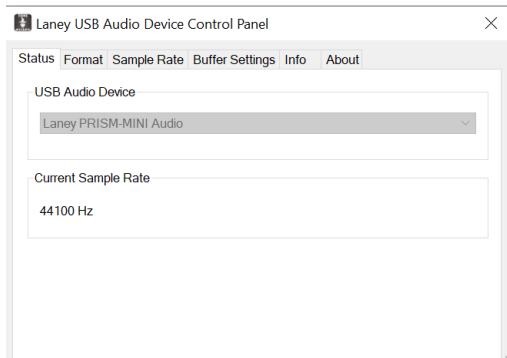 Laney USB Audio Device Control Panel
Status Format Sample Rate Buffer Settings Info About
USB Audio Device
Laney PRISM-MINI Audio
Current Sample Rate
44100 Hz